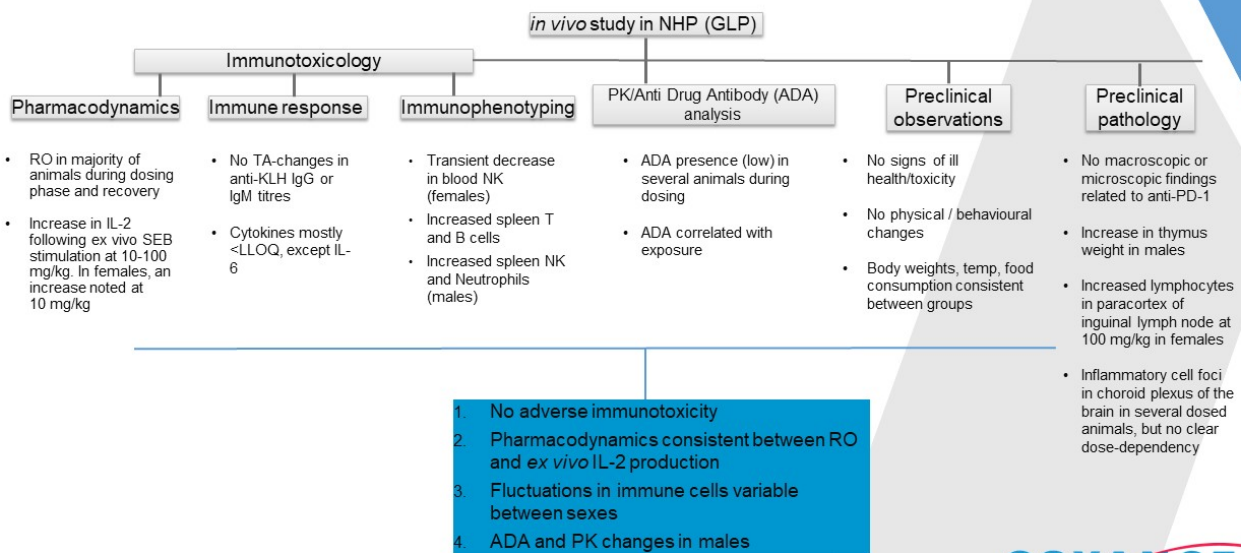 in vivo study in NHP (GLP)
Immunotoxicology
Pharmacodynamics
• RO in majority of
animals during dosing
phase and recovery
• Increase in IL-2
following ex vivo SEB
stimulation at 10-100
mg/kg. In females, an
increase noted at
10 mg/kg
Immune response
• No TA-changes in
anti-KLH IgG or
IgM titres
• Cytokines mostly
<LLOQ, except IL-
6
Immunophenotyping
• Transient decrease
in blood NK
(females)
• Increased spleen T
and B cells
• Increased spleen NK
and Neutrophils
(males)
PK/Anti Drug Antibody (ADA)
analysis
• ADA presence (low) in
several animals during
dosing
• ADA correlated with
exposure
Preclinical
observations
• No signs of ill
health/toxicity
• No physical / behavioural
changes
• Body weights, temp, food
consumption consistent
between groups
Preclinical
pathology
• No macroscopic or
microscopic findings
related to anti-PD-1
• Increase in thymus
weight in males
• Increased lymphocytes
in paracortex of
inguinal lymph node at
100 mg/kg in females
• Inflammatory cell foci
in choroid plexus of the
brain in several dosed
animals, but no clear
dose-dependency
1. No adverse immunotoxicity
2. Pharmacodynamics consistent between RO
and ex vivo IL-2 production
3. Fluctuations in immune cells variable
between sexes
4. ADA and PK changes in males